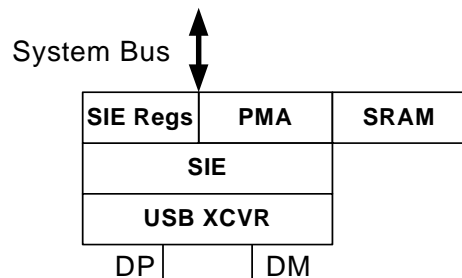 System Bus
SIE Regs PMA SRAM
SIE
USB XCVR
DP DM